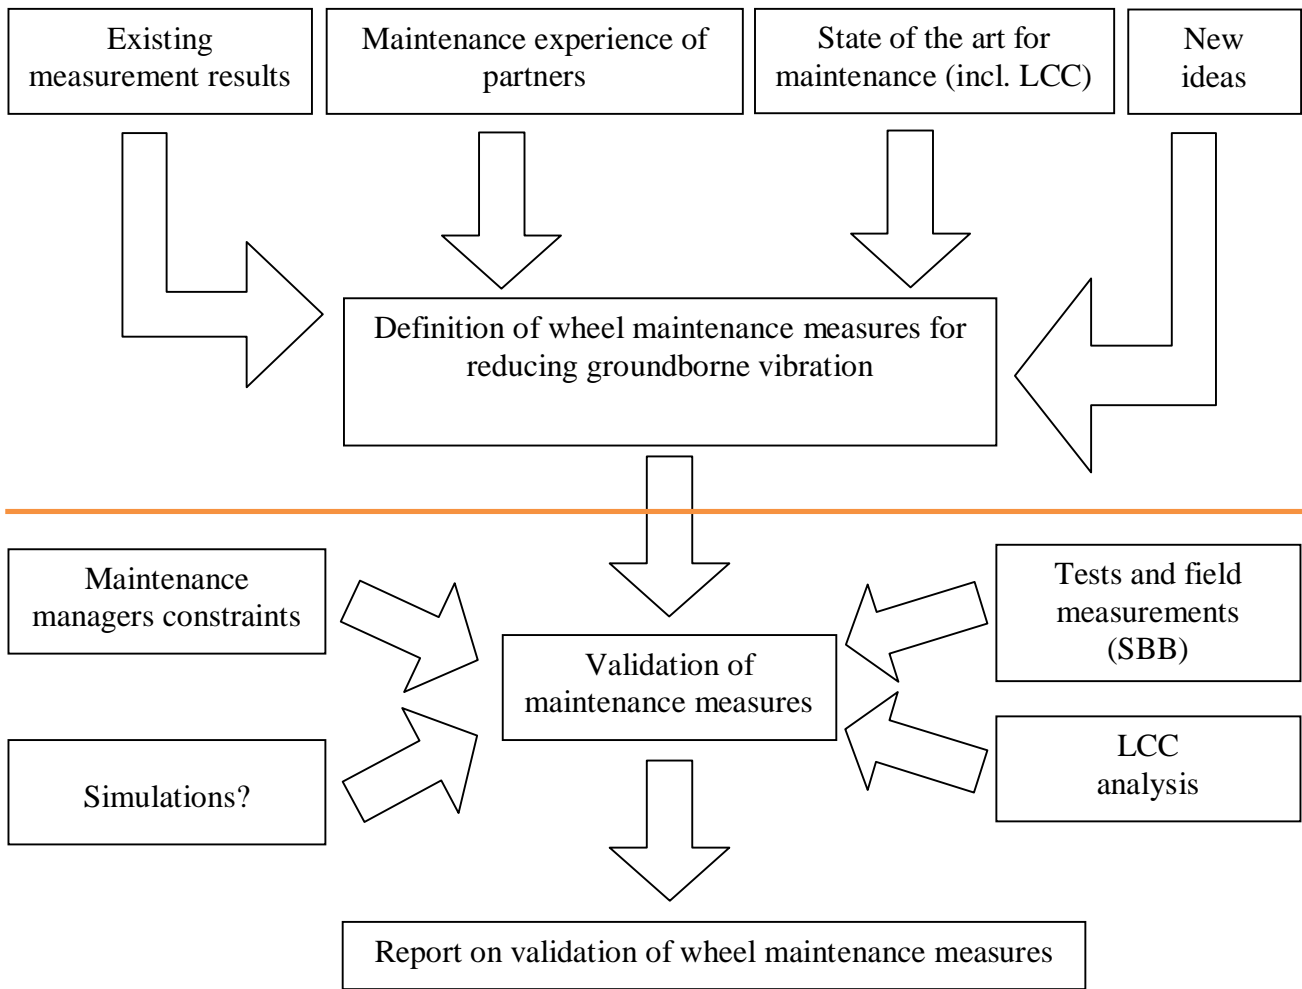 Existing
measurement results
Maintenance experience of
partners
State of the art for
maintenance (incl. LCC)
New
ideas
Definition of wheel maintenance measures for
reducing groundborne vibration
Maintenance
managers constraints
Tests and field
measurements
(SBB)
Validation of
maintenance measures
Simulations?
LCC
analysis
Report on validation of wheel maintenance measures